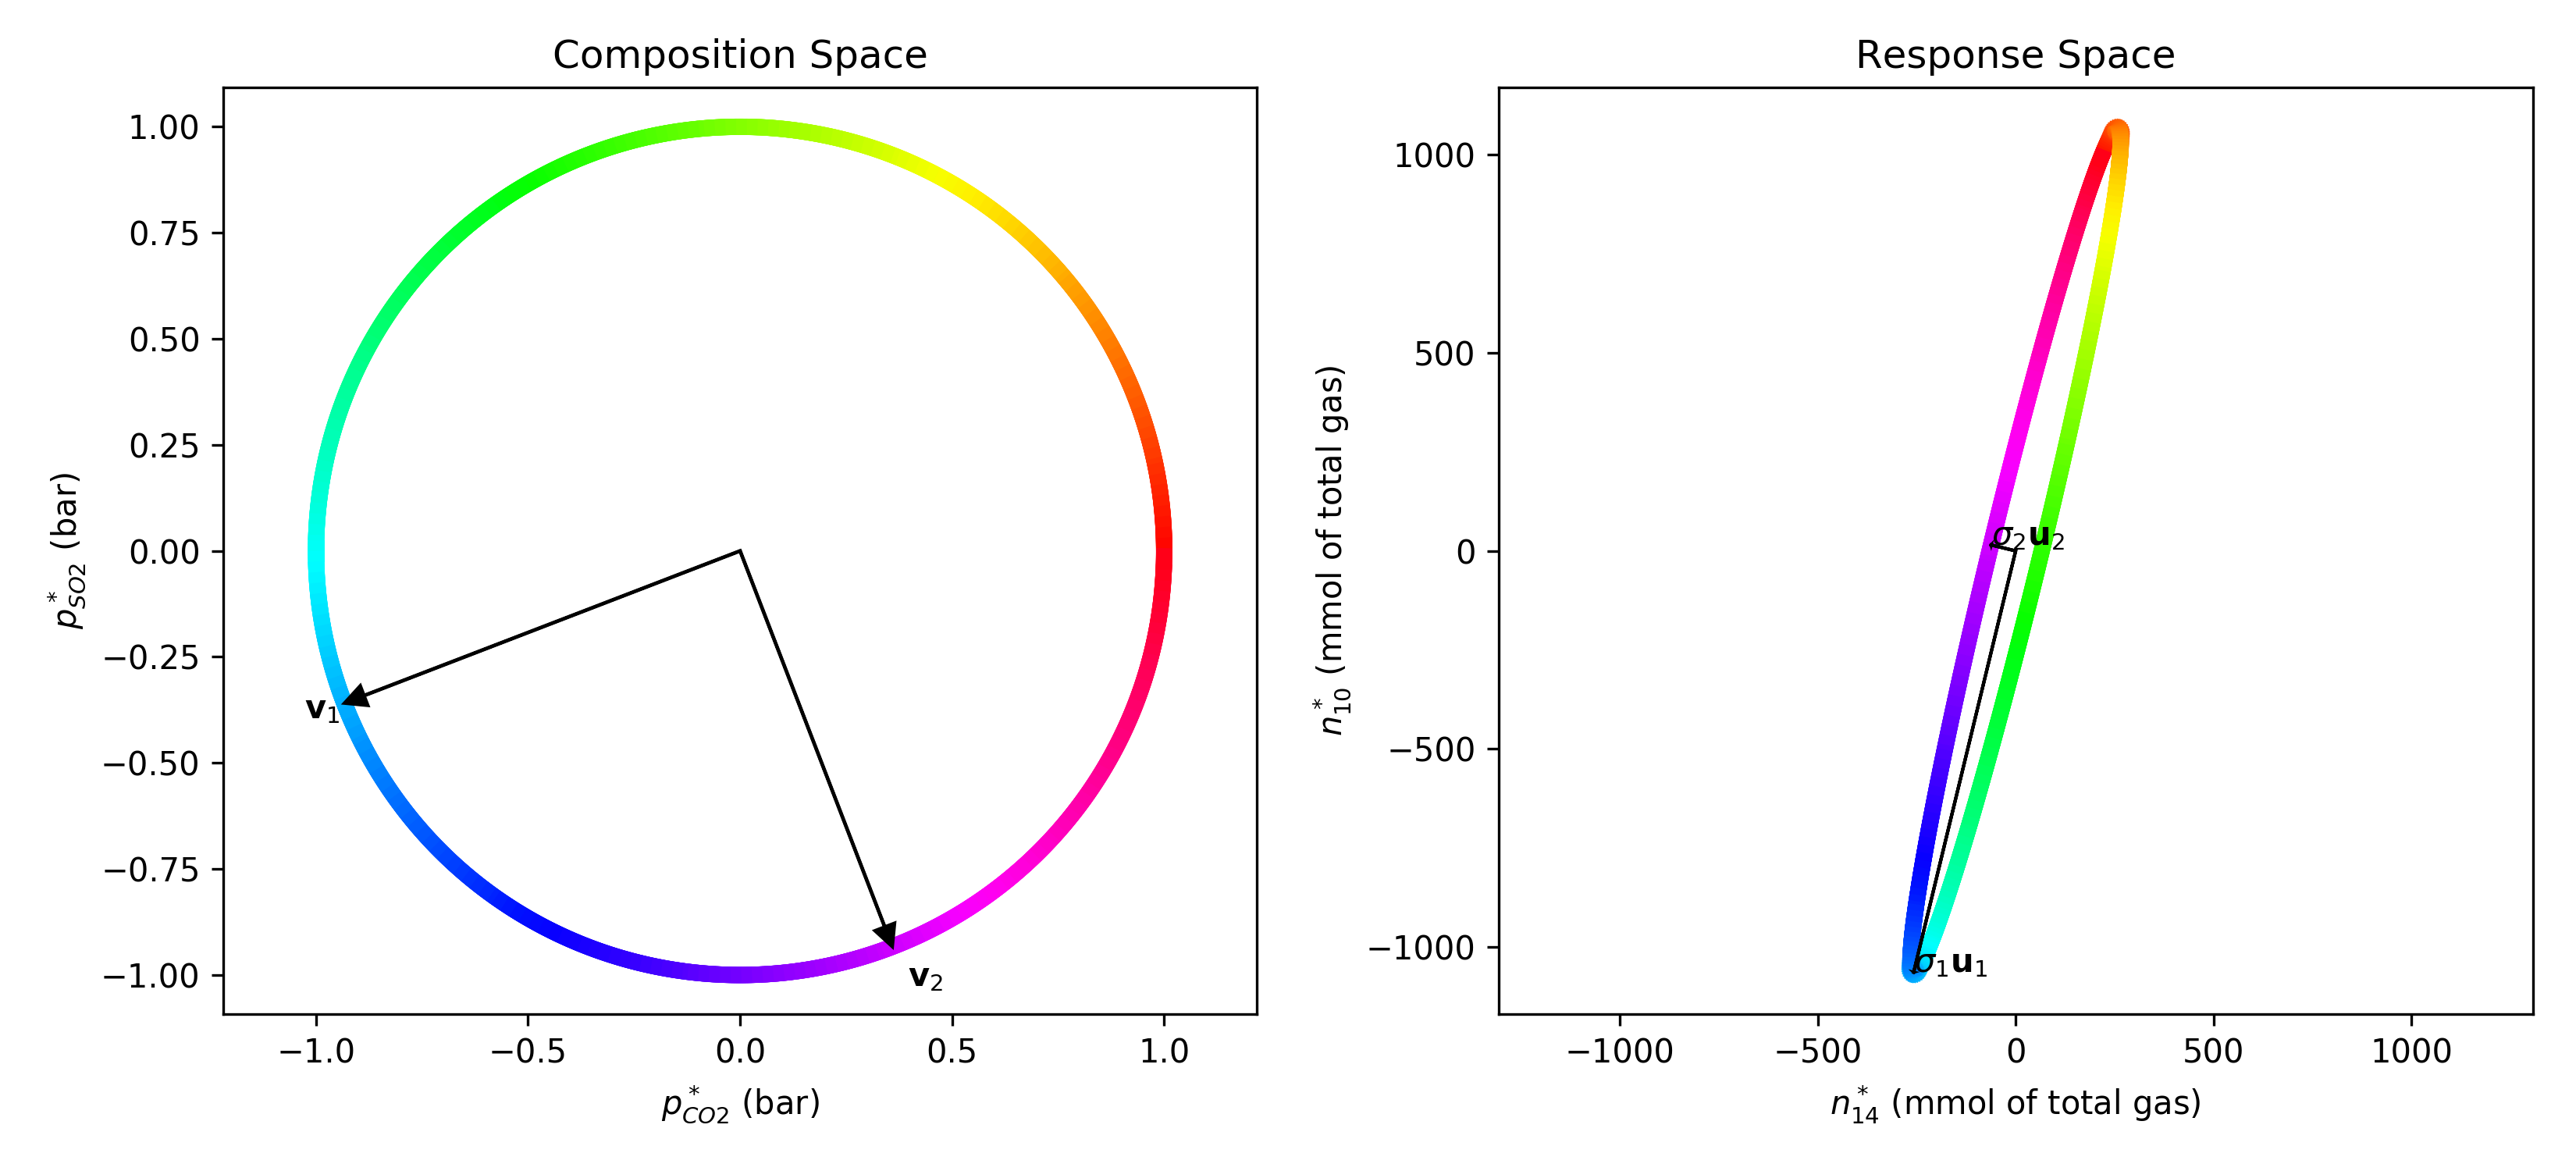 Composition Space
1.00
0.75
0.50
0.25
0.00
−0.25
−0.50
−0.75
−1.00
p*SO2 (bar)
v1
v2
−1.0
−0.5
0.0
0.5
1.0
p*CO2 (bar)
Response Space
1000
500
0
−500
−1000
n*10 (mmol of total gas)
σ2u2
σ1u1
−1000
−500
0
500
1000
n*14 (mmol of total gas)